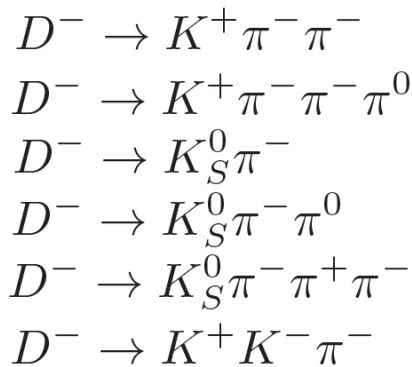 D⁻ → K⁺π⁻π⁻
D⁻ → K⁺π⁻π⁻π⁰
D⁻ → K⁰_Sπ⁻
D⁻ → K⁰_Sπ⁻π⁰
D⁻ → K⁰_Sπ⁻π⁺π⁻
D⁻ → K⁺K⁻π⁻